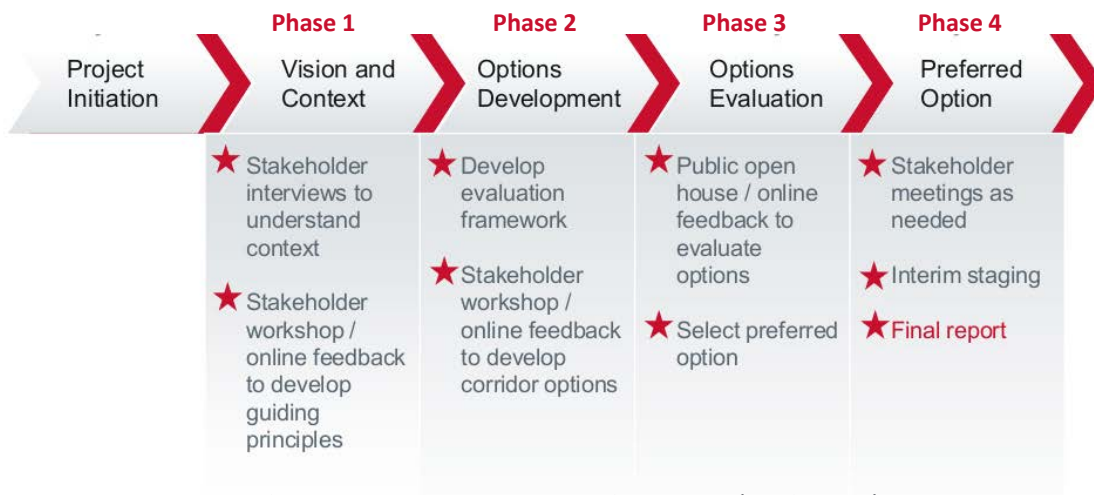 Phase 1
Phase 2
Phase 3
Phase 4
Project
Initiation
Vision and
Context
Options
Development
Options
Evaluation
Preferred
Option
Stakeholder
interviews to
understand
context
Stakeholder
workshop /
online feedback
to develop
guiding
principles
Develop
evaluation
framework
Stakeholder
workshop /
online feedback
to develop
corridor options
Public open
house / online
feedback to
evaluate
options
Select preferred
option
Stakeholder
meetings as
needed
Interim staging
Final report